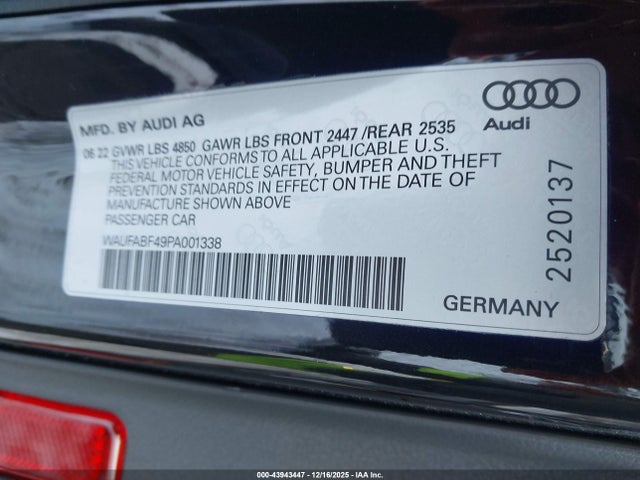 MFD. BY AUDI AG
06 22 GVWR LBS 4850 GAWR LBS FRONT 2447 /REAR 2535
THIS VEHICLE CONFORMS TO ALL APPLICABLE U.S.
FEDERAL MOTOR VEHICLE SAFETY, BUMPER AND THEFT
PREVENTION STANDARDS IN EFFECT ON THE DATE OF
MANUFACTURE SHOWN ABOVE
PASSENGER CAR
WAUFABF49PA001338
Audi
2520137
GERMANY
000-43943447 - 12/16/2025 - IAA Inc.